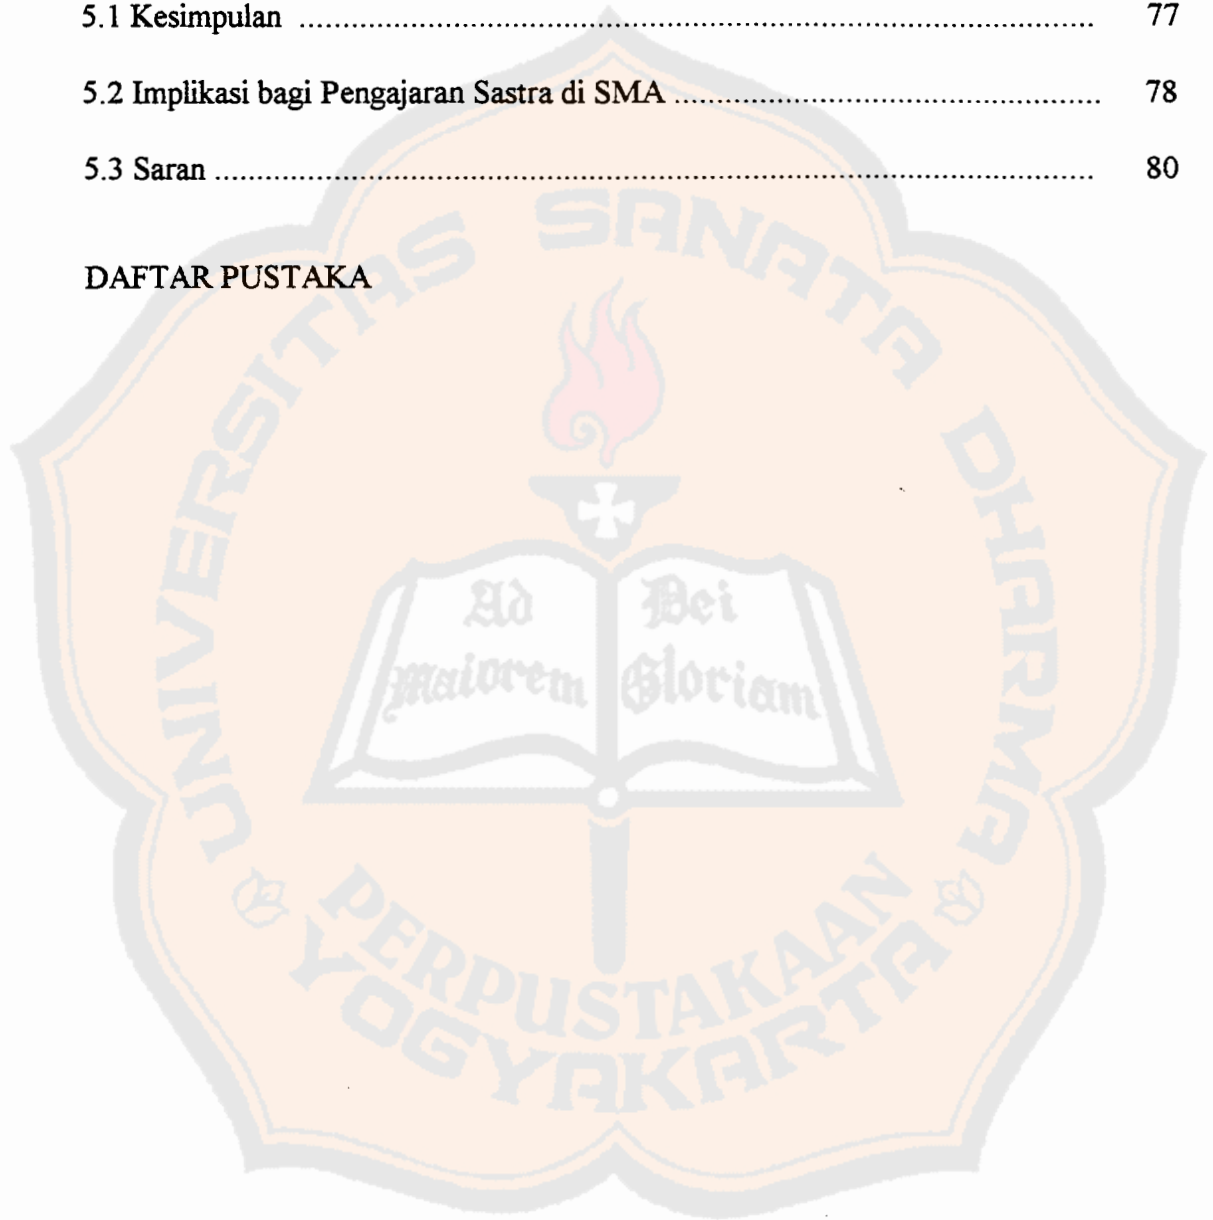 5.1 Kesimpulan ........................................................................................... 77
5.2 Implikasi bagi Pengajaran Sastra di SMA .................................................. 78
5.3 Saran ..................................................................................................... 80
DAFTAR PUSTAKA
UNIVERSITAS SANATA DHARMA
Ad Dei
Maiorem Gloriam
PERPUSTAKAAN
YOGYAKARTA